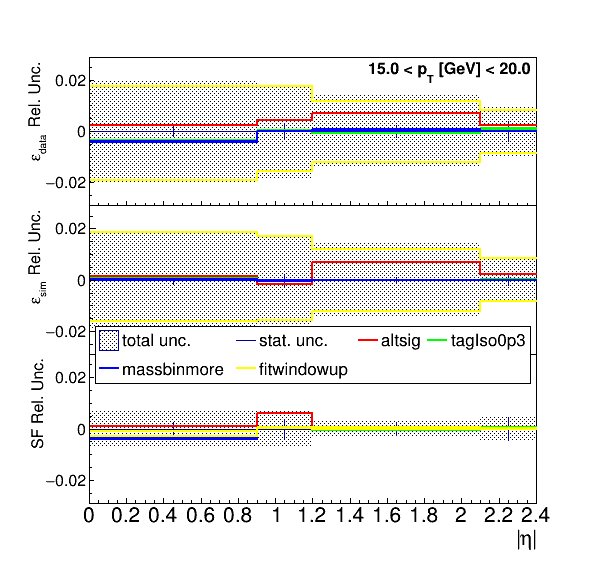 15.0 < p_T [GeV] < 20.0
ε_data Rel. Unc.
0.02
0
−0.02
ε_sim Rel. Unc.
0.02
0
−0.02
total unc. stat. unc. altsig tagIso0p3
massbinmore fitwindowup
SF Rel. Unc.
0.02
0
−0.02
0 0.2 0.4 0.6 0.8 1 1.2 1.4 1.6 1.8 2 2.2 2.4
|η|